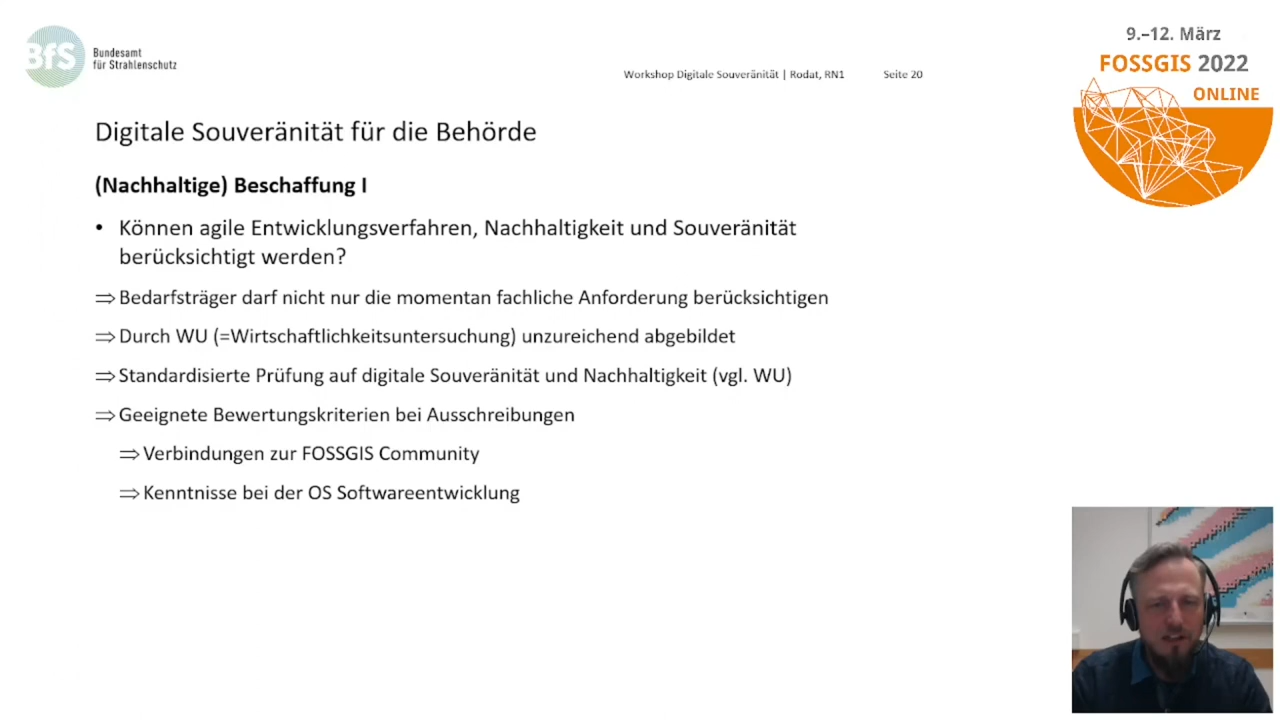 BfS
Bundesamt
für Strahlenschutz
Workshop Digitale Souveränität | Rodat, RN1 Seite 20
9.–12. März
FOSSGIS 2022
ONLINE
Digitale Souveränität für die Behörde
(Nachhaltige) Beschaffung I
• Können agile Entwicklungsverfahren, Nachhaltigkeit und Souveränität
berücksichtigt werden?
⇒ Bedarfsträger darf nicht nur die momentan fachliche Anforderung berücksichtigen
⇒ Durch WU (=Wirtschaftlichkeitsuntersuchung) unzureichend abgebildet
⇒ Standardisierte Prüfung auf digitale Souveränität und Nachhaltigkeit (vgl. WU)
⇒ Geeignete Bewertungskriterien bei Ausschreibungen
⇒ Verbindungen zur FOSSGIS Community
⇒ Kenntnisse bei der OS Softwareentwicklung